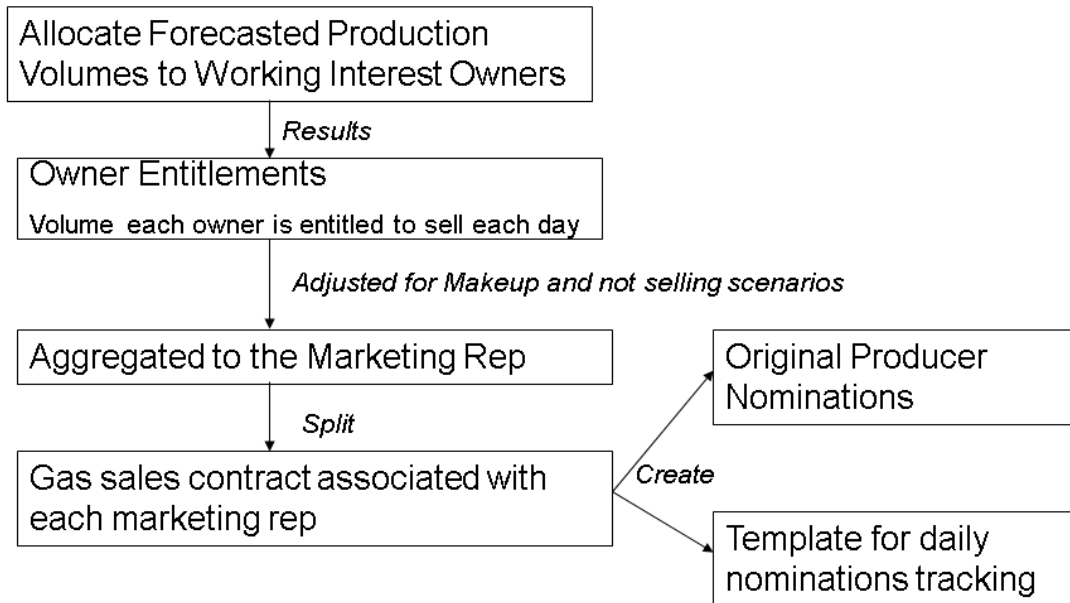 Allocate Forecasted Production
Volumes to Working Interest Owners
Results
Owner Entitlements
Volume each owner is entitled to sell each day
Adjusted for Makeup and not selling scenarios
Aggregated to the Marketing Rep
Split
Gas sales contract associated with
each marketing rep
Create
Original Producer
Nominations
Template for daily
nominations tracking